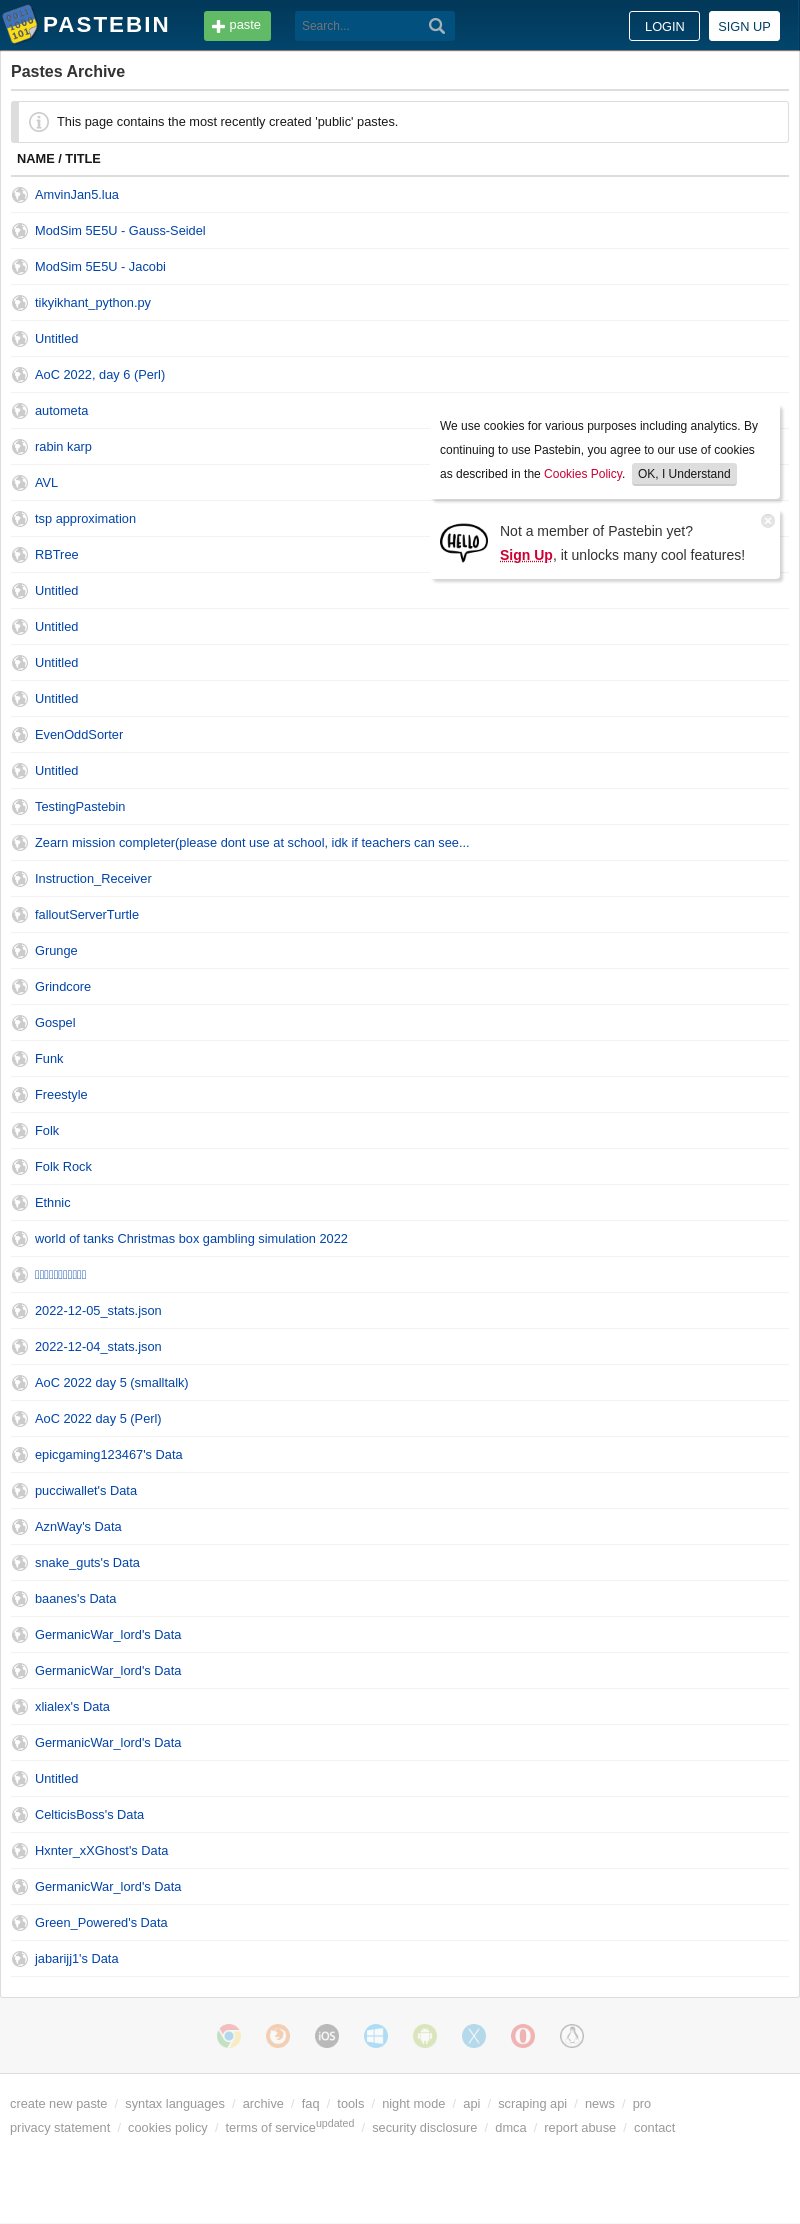 PASTEBIN paste Search... LOGIN SIGN UP
Pastes Archive
This page contains the most recently created 'public' pastes.
NAME / TITLE
AmvinJan5.lua
ModSim 5E5U - Gauss-Seidel
ModSim 5E5U - Jacobi
tikyikhant_python.py
Untitled
AoC 2022, day 6 (Perl)
autometa
rabin karp
AVL
tsp approximation
RBTree
Untitled
Untitled
Untitled
Untitled
EvenOddSorter
Untitled
TestingPastebin
Zearn mission completer(please dont use at school, idk if teachers can see...
Instruction_Receiver
falloutServerTurtle
Grunge
Grindcore
Gospel
Funk
Freestyle
Folk
Folk Rock
Ethnic
world of tanks Christmas box gambling simulation 2022
2022-12-05_stats.json
2022-12-04_stats.json
AoC 2022 day 5 (smalltalk)
AoC 2022 day 5 (Perl)
epicgaming123467's Data
pucciwallet's Data
AznWay's Data
snake_guts's Data
baanes's Data
GermanicWar_lord's Data
GermanicWar_lord's Data
xlialex's Data
GermanicWar_lord's Data
Untitled
CelticisBoss's Data
Hxnter_xXGhost's Data
GermanicWar_lord's Data
Green_Powered's Data
jabarijj1's Data
We use cookies for various purposes including analytics. By
continuing to use Pastebin, you agree to our use of cookies
as described in the Cookies Policy. OK, I Understand
HELLO
Not a member of Pastebin yet?
Sign Up, it unlocks many cool features!
iOS
create new paste / syntax languages / archive / faq / tools / night mode / api / scraping api / news / pro
privacy statement / cookies policy / terms of serviceupdated / security disclosure / dmca / report abuse / contact